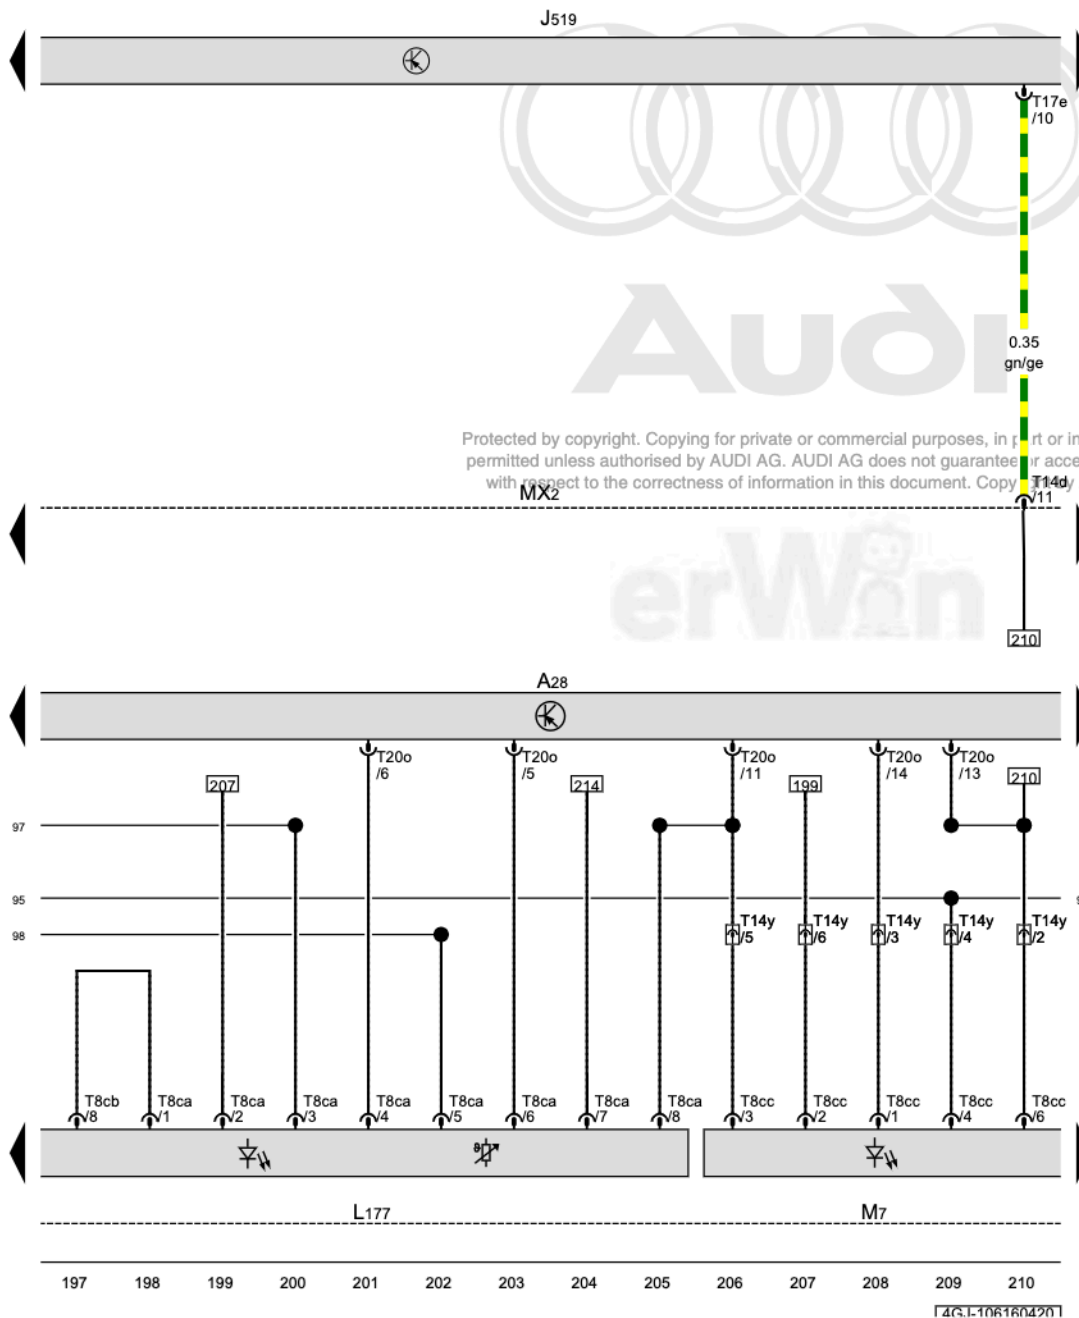 J519
T17e
/10
Audi
0.35
gn/ge
Protected by copyright. Copying for private or commercial purposes, in part or in
permitted unless authorised by AUDI AG. AUDI AG does not guarantee or acce
with respect to the correctness of information in this document. Copy by
MX2
T14d
/11
erWin
210
A28
T20o
/6
T20o
/5
T20o
/11
T20o
/14
T20o
/13
207
214
199
210
97
95
98
T14y
/5
T14y
/6
T14y
/3
T14y
/4
T14y
/2
T8cb
/8
T8ca
/1
T8ca
/2
T8ca
/3
T8ca
/4
T8ca
/5
T8ca
/6
T8ca
/7
T8ca
/8
T8cc
/3
T8cc
/2
T8cc
/1
T8cc
/4
T8cc
/6
L177
M7
197 198 199 200 201 202 203 204 205 206 207 208 209 210
4GJ-106160420